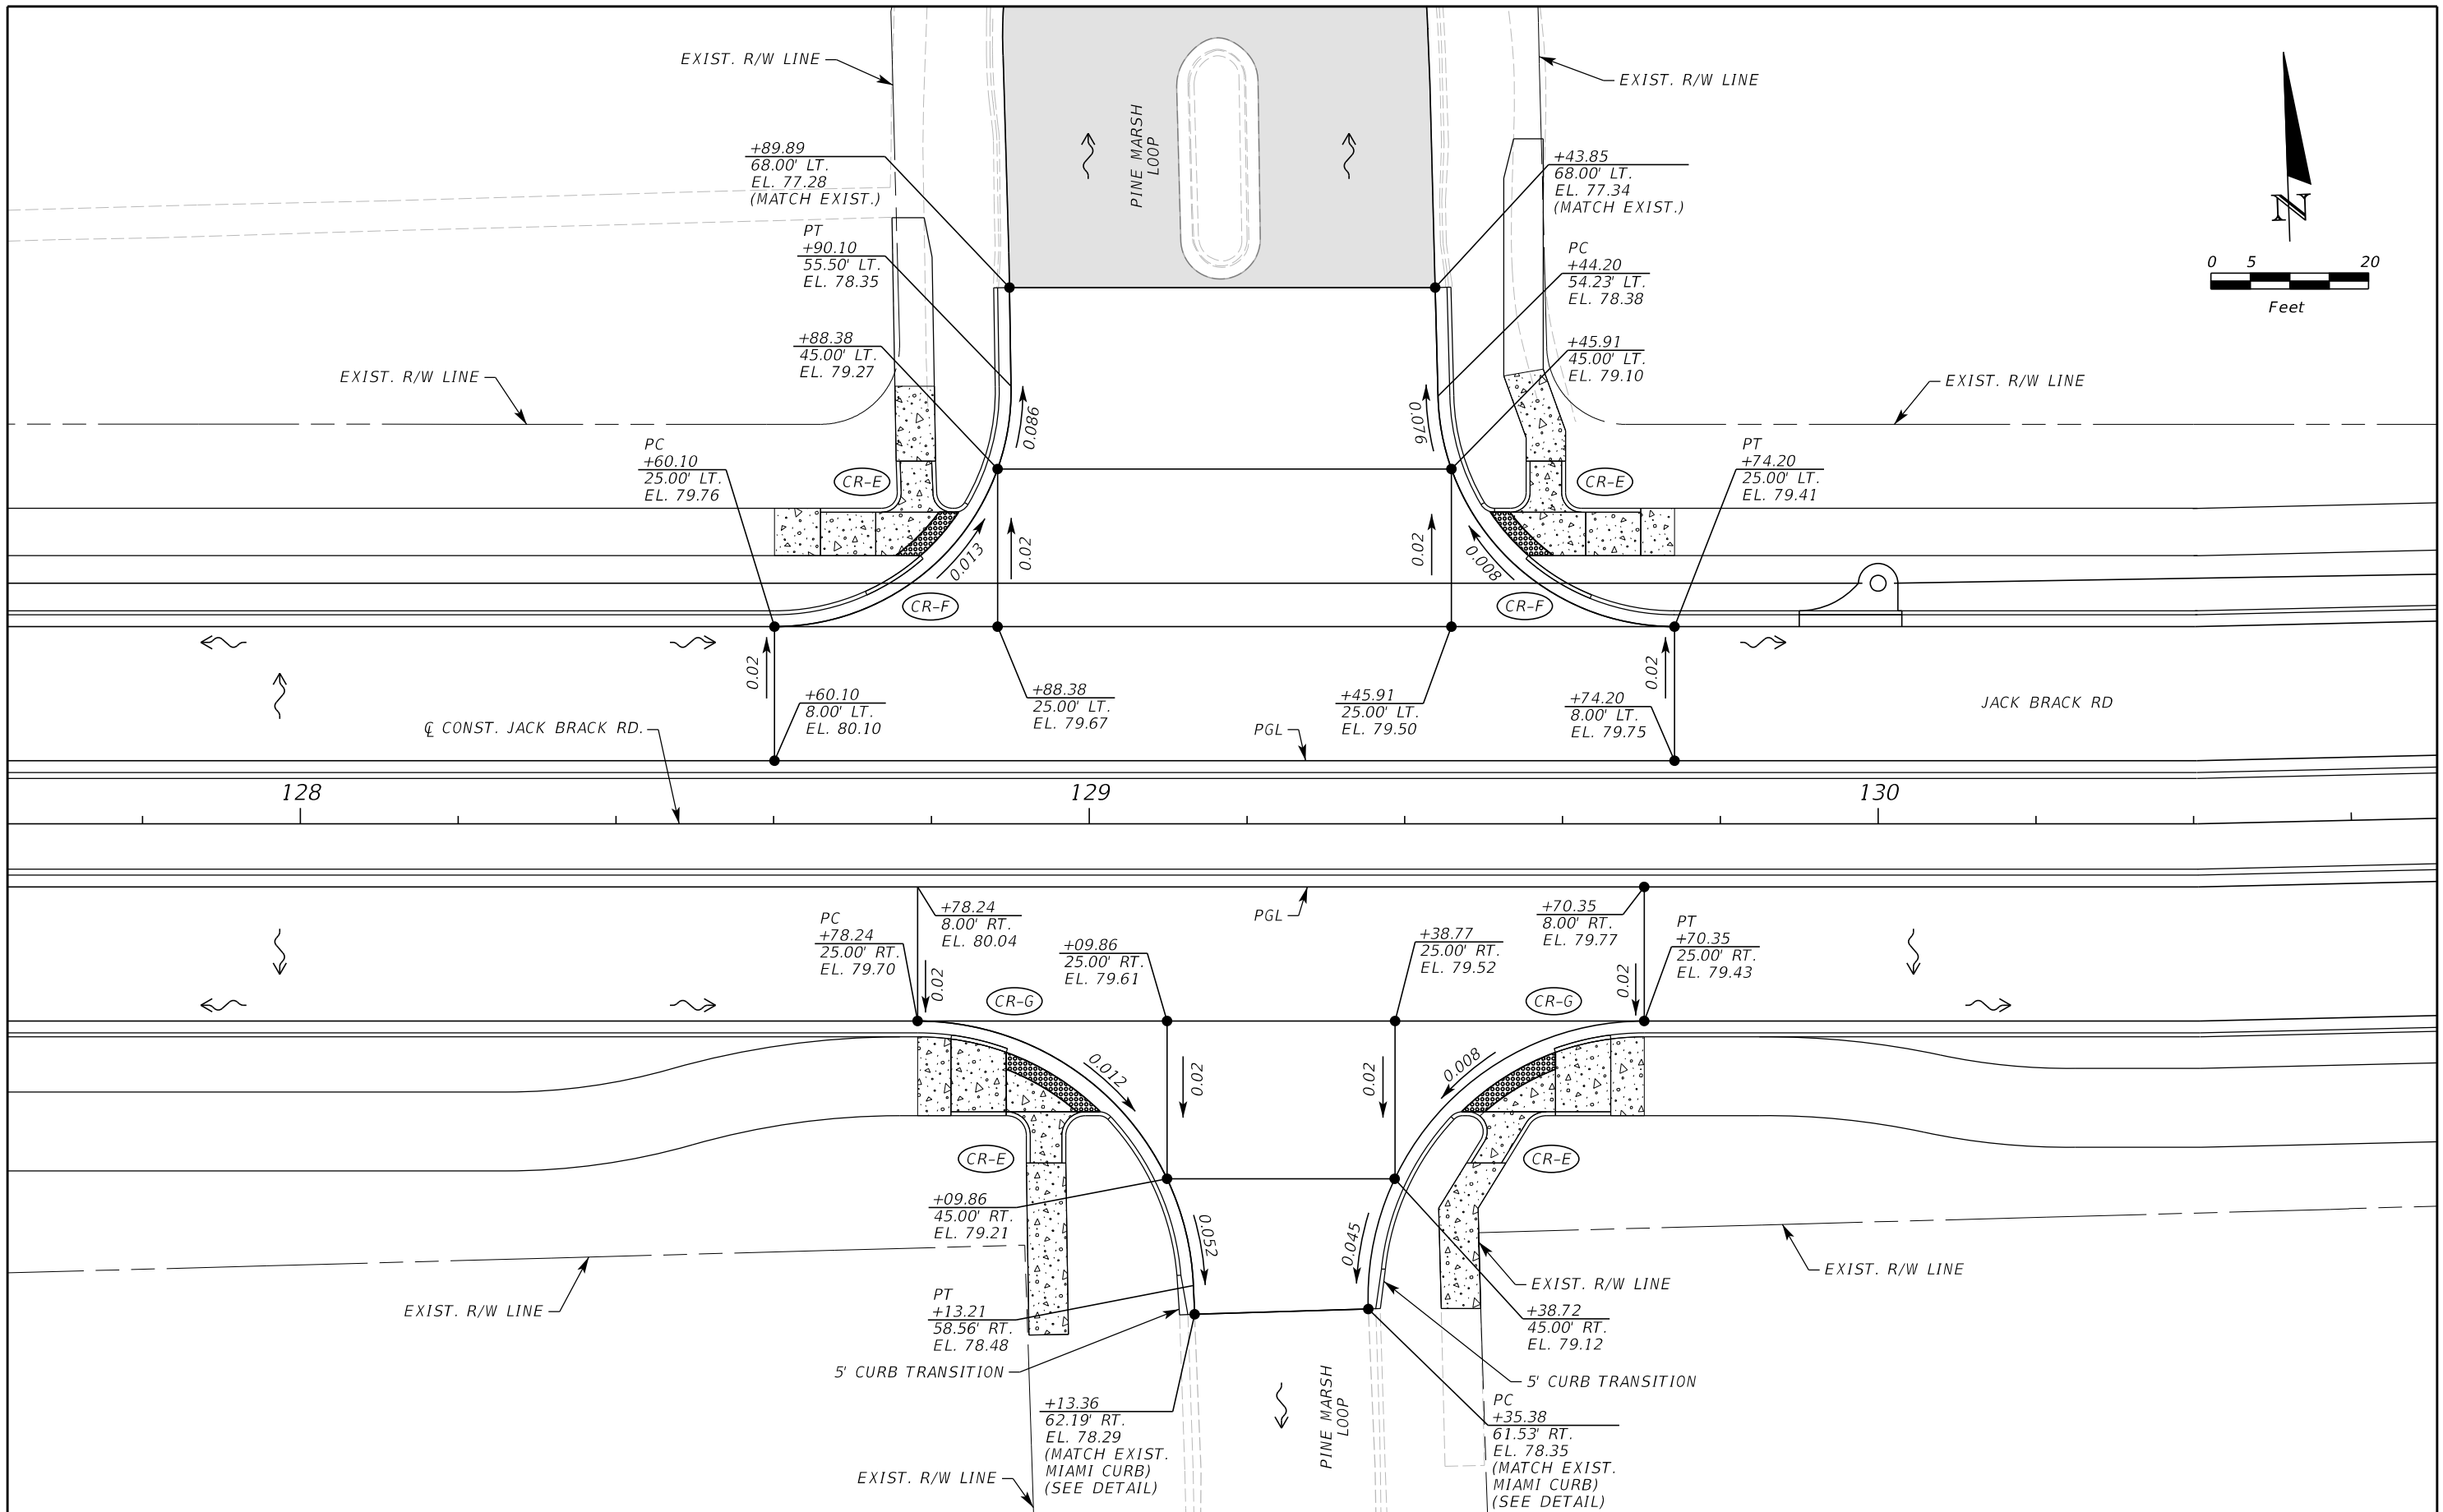 EXIST. R/W LINE
EXIST. R/W LINE
PINE MARSH
LOOP
+89.89
68.00' LT.
EL. 77.28
(MATCH EXIST.)
+43.85
68.00' LT.
EL. 77.34
(MATCH EXIST.)
N
0 5 20
Feet
PT
+90.10
55.50' LT.
EL. 78.35
PC
+44.20
54.23' LT.
EL. 78.38
+88.38
45.00' LT.
EL. 79.27
+45.91
45.00' LT.
EL. 79.10
EXIST. R/W LINE
EXIST. R/W LINE
0.086
0.076
PC
+60.10
25.00' LT.
EL. 79.76
PT
+74.20
25.00' LT.
EL. 79.41
CR-E
CR-E
0.013
0.02
0.02
0.008
CR-F
CR-F
0.02
0.02
+60.10
8.00' LT.
EL. 80.10
+88.38
25.00' LT.
EL. 79.67
+45.91
25.00' LT.
EL. 79.50
+74.20
8.00' LT.
EL. 79.75
JACK BRACK RD
℄ CONST. JACK BRACK RD.
PGL
128
129
130
PGL
PC
+78.24
25.00' RT.
EL. 79.70
+78.24
8.00' RT.
EL. 80.04
+09.86
25.00' RT.
EL. 79.61
+38.77
25.00' RT.
EL. 79.52
+70.35
8.00' RT.
EL. 79.77
PT
+70.35
25.00' RT.
EL. 79.43
0.02
0.02
CR-G
CR-G
0.012
0.02
0.02
0.008
CR-E
CR-E
+09.86
45.00' RT.
EL. 79.21
0.052
0.045
EXIST. R/W LINE
EXIST. R/W LINE
EXIST. R/W LINE
PT
+13.21
58.56' RT.
EL. 78.48
+38.72
45.00' RT.
EL. 79.12
5' CURB TRANSITION
5' CURB TRANSITION
+13.36
62.19' RT.
EL. 78.29
(MATCH EXIST.
MIAMI CURB)
(SEE DETAIL)
PINE MARSH
LOOP
PC
+35.38
61.53' RT.
EL. 78.35
(MATCH EXIST.
MIAMI CURB)
(SEE DETAIL)
EXIST. R/W LINE